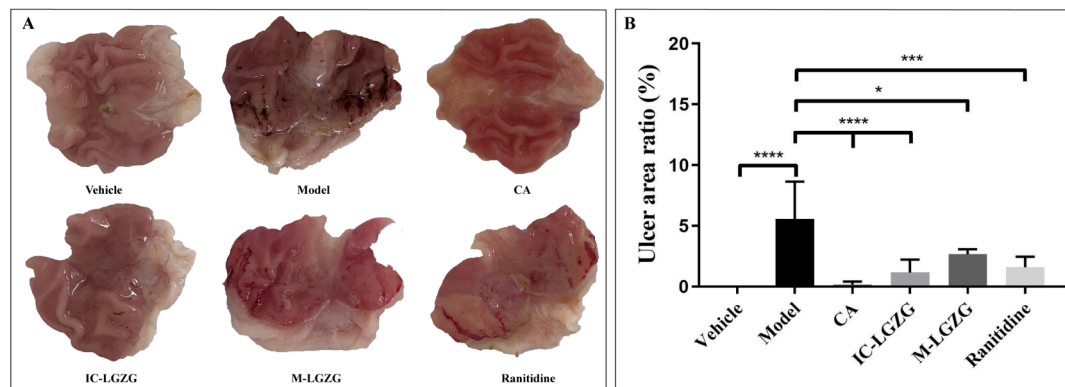 A
Vehicle
Model
CA
IC-LGZG
M-LGZG
Ranitidine
B
Ulcer area ratio (%)
20
15
10
5
0
***
*
****
****
Vehicle
Model
CA
IC-LGZG
M-LGZG
Ranitidine